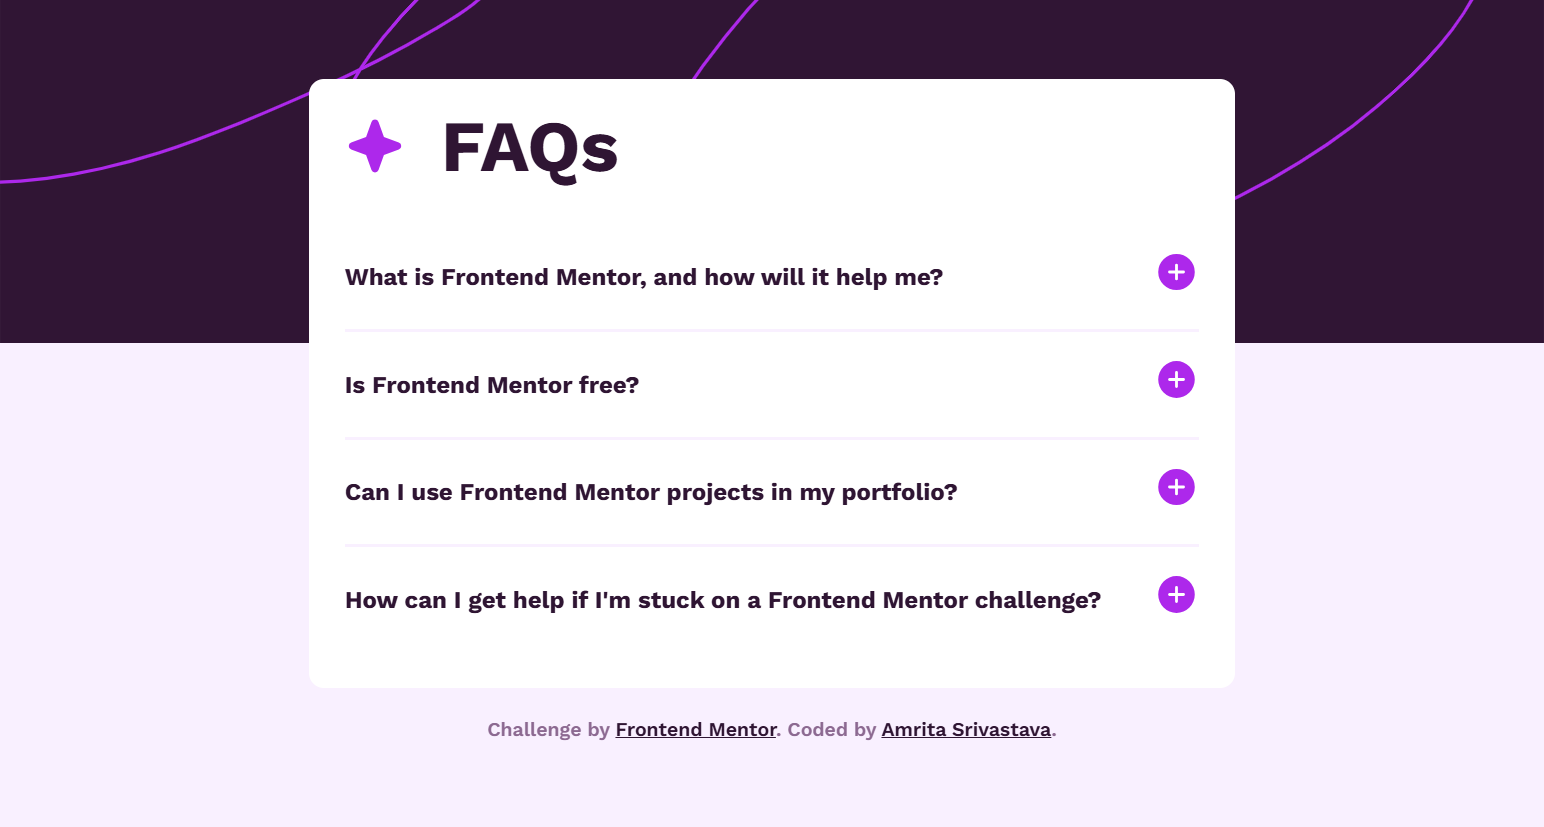 FAQs
What is Frontend Mentor, and how will it help me?
Is Frontend Mentor free?
Can I use Frontend Mentor projects in my portfolio?
How can I get help if I'm stuck on a Frontend Mentor challenge?
Challenge by Frontend Mentor. Coded by Amrita Srivastava.